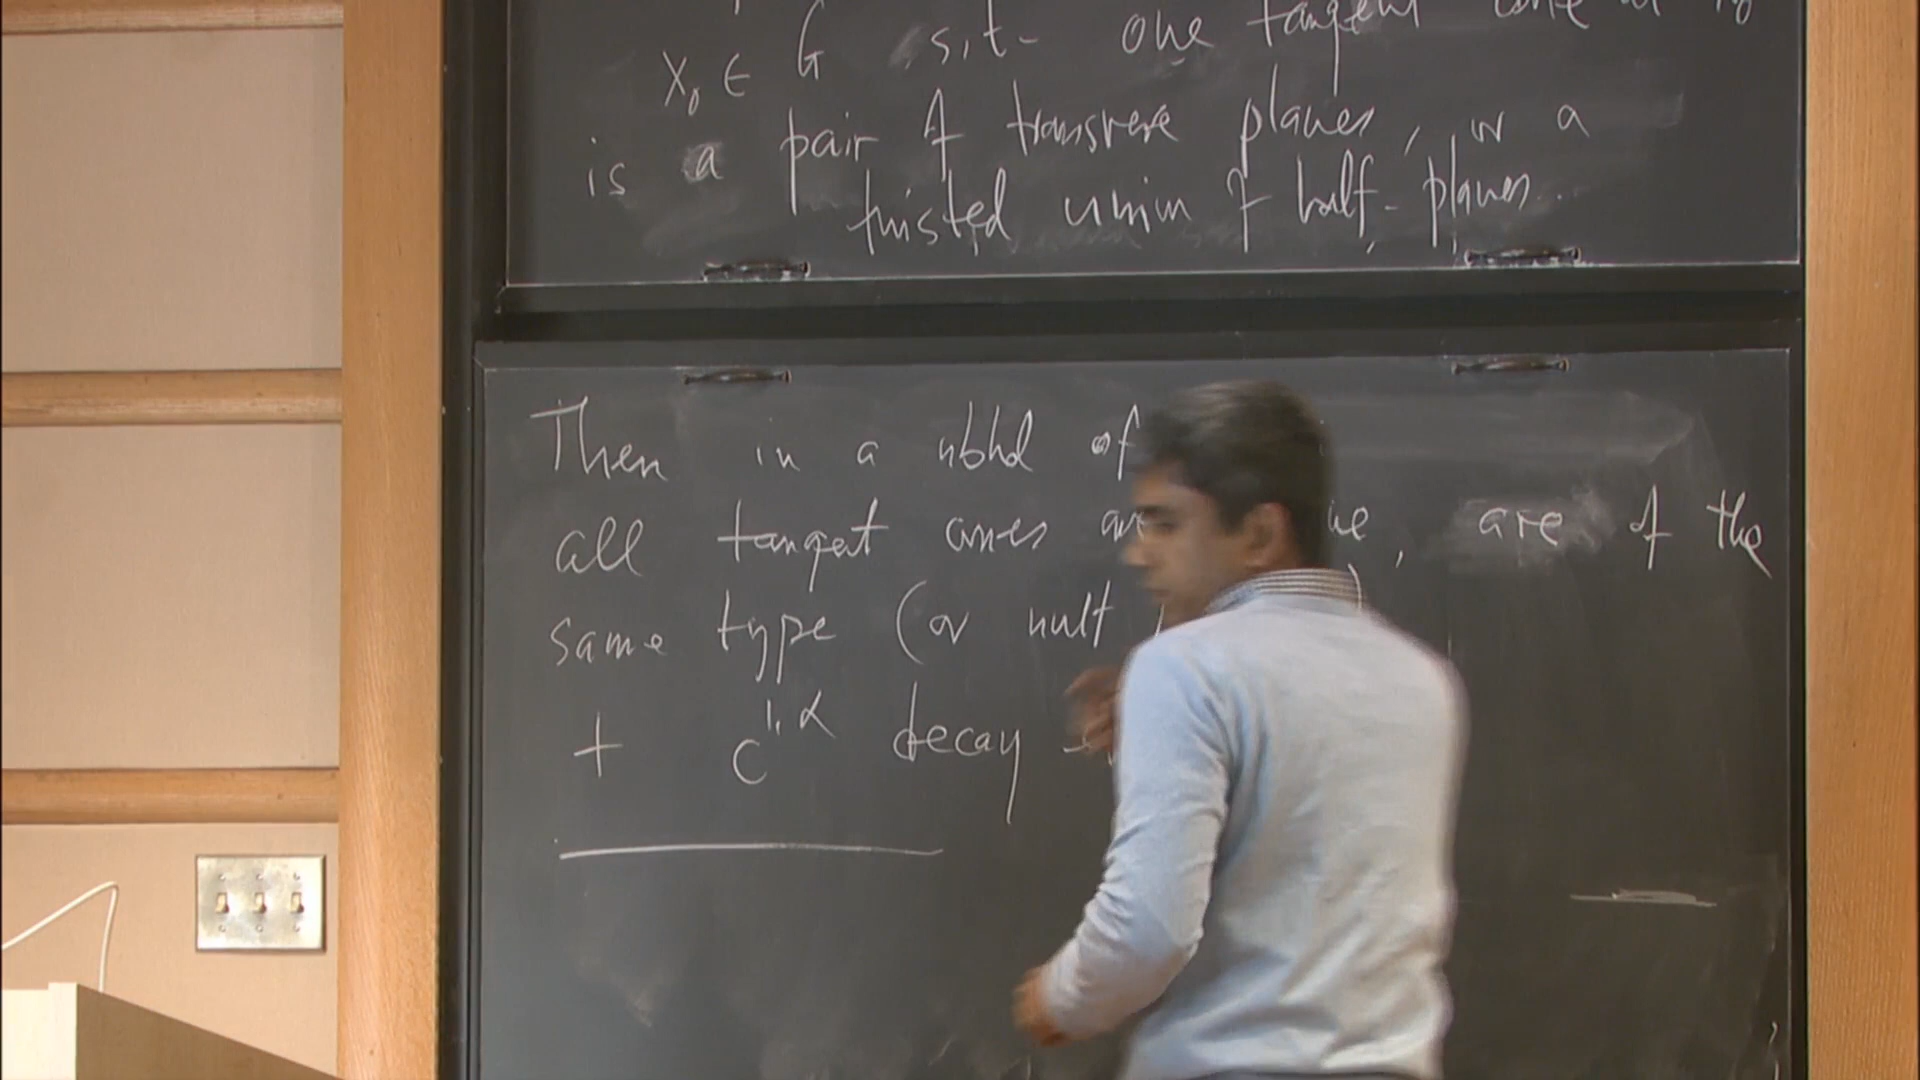 X₀ ∈ G s.t. one tangent
is a pair of transverse planes, or a
twisted union of half-planes.
Then in a nbhd of
all tangent cones are , are of the
same type (or mult
+ C^{1,α} decay